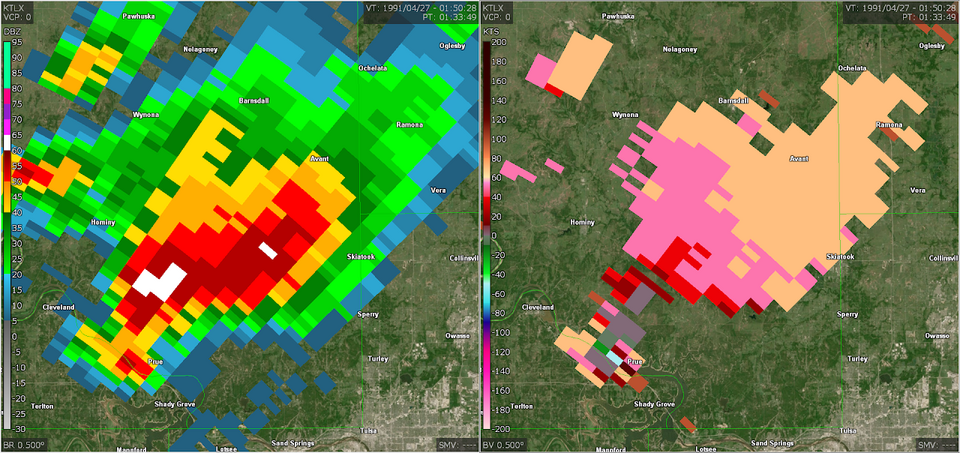 KTLX
VCP: 0
VT: 1991/04/27 - 01:50:28
PT: 01:33:49
DBZ
95
90
85
80
75
70
65
60
55
50
45
40
35
30
25
20
15
10
5
0
-5
-10
-15
-20
-25
-30
Pawhuska
Nelagoney
Oglesby
Ochelata
Barnsdall
Wynona
Ramona
Avant
Vera
Hominy
Skiatook
Collinsvil
Cleveland
Sperry
Owasso
Prue
Turley
Terlton
Shady Grove
Tulsa
Sand Springs
Mannford
Lotsee
BR 0.500°
SMV: ----
KTLX
VCP: 0
VT: 1991/04/27 - 01:50:28
PT: 01:33:49
KTS
200
180
160
140
120
100
80
60
40
20
0
-20
-40
-60
-80
-100
-120
-140
-160
-180
-200
Pawhuska
Nelagoney
Oglesby
Ochelata
Barnsdall
Wynona
Ramona
Avant
Vera
Hominy
Skiatook
Collinsvil
Cleveland
Sperry
Owasso
Prue
Turley
Terlton
Shady Grove
Tulsa
Sand Springs
Mannford
Lotsee
BV 0.500°
SMV: ----